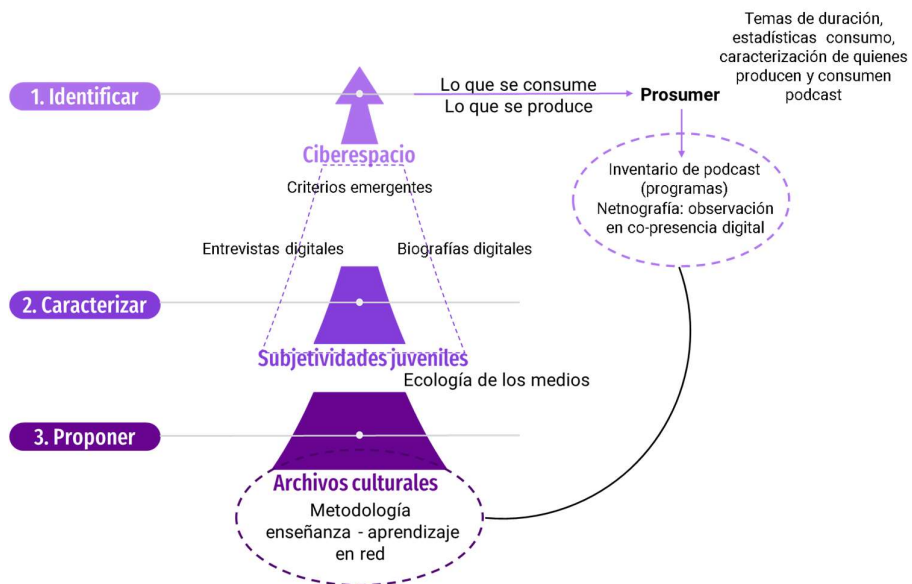 Temas de duración,
estadísticas consumo,
caracterización de quienes
producen y consumen
podcast
1. Identificar
Lo que se consume
Lo que se produce
Prosumer
Ciberespacio
Criterios emergentes
Inventario de podcast
(programas)
Netnografía: observación
en co-presencia digital
Entrevistas digitales
Biografías digitales
2. Caracterizar
Subjetividades juveniles
Ecología de los medios
3. Proponer
Archivos culturales
Metodología
enseñanza - aprendizaje
en red